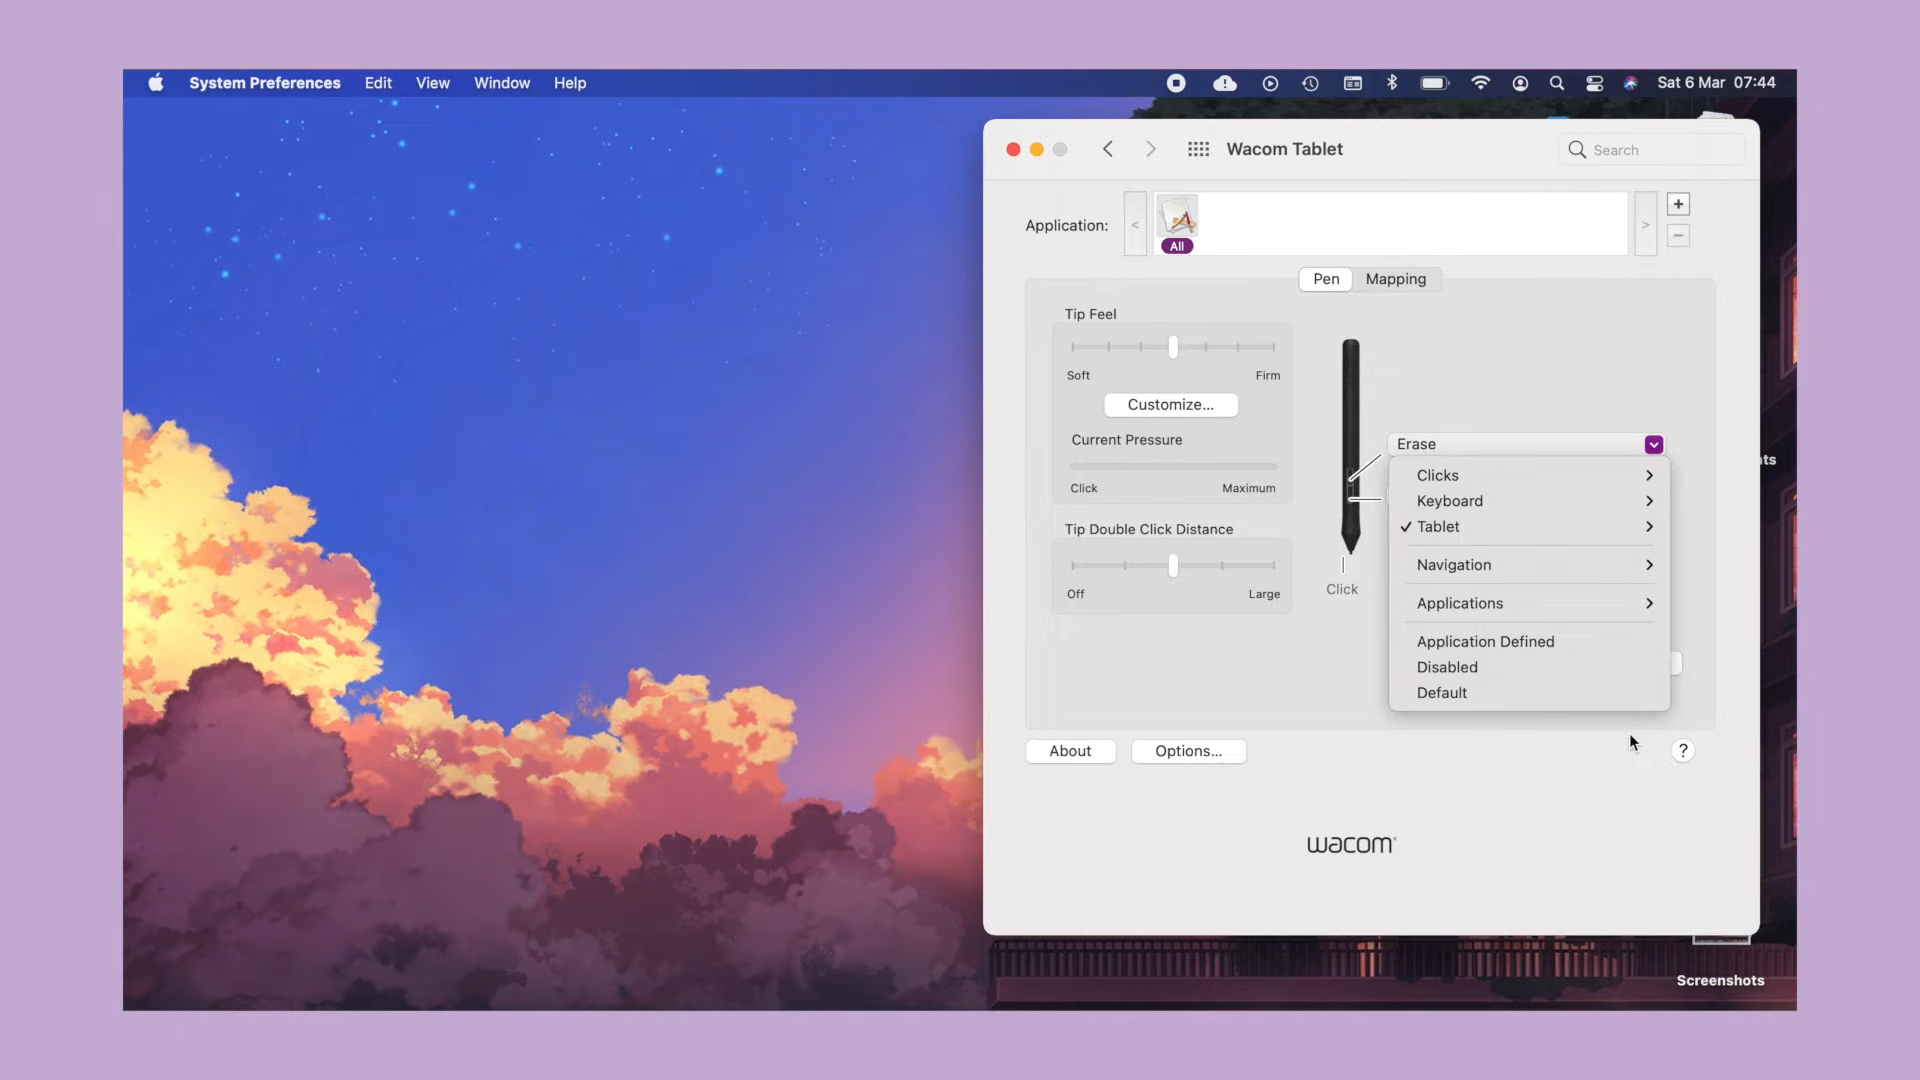 System Preferences Edit View Window Help Sat 6 Mar 07:44
Wacom Tablet
Search
Application:
All
Pen Mapping
Tip Feel
Soft Firm
Customize...
Current Pressure
Click Maximum
Tip Double Click Distance
Off Large
Click
Erase
Clicks
Keyboard
Tablet
Navigation
Applications
Application Defined
Disabled
Default
About Options... ?
wacom
Screenshots